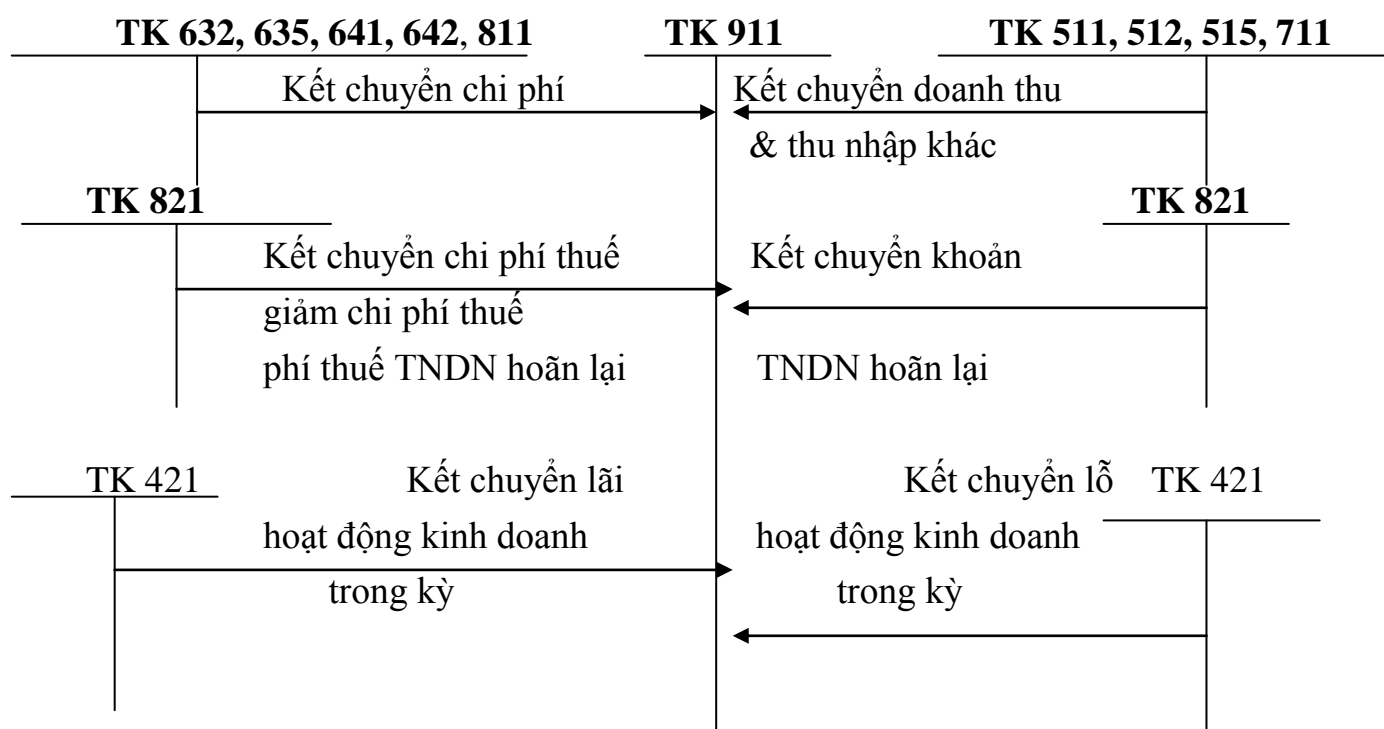 TK 632, 635, 641, 642, 811 TK 911 TK 511, 512, 515, 711
Kết chuyển chi phí Kết chuyển doanh thu
& thu nhập khác
TK 821 TK 821
Kết chuyển chi phí thuế Kết chuyển khoản
giảm chi phí thuế
phí thuế TNDN hoãn lại TNDN hoãn lại
TK 421 Kết chuyển lãi Kết chuyển lỗ TK 421
hoạt động kinh doanh hoạt động kinh doanh
trong kỳ trong kỳ